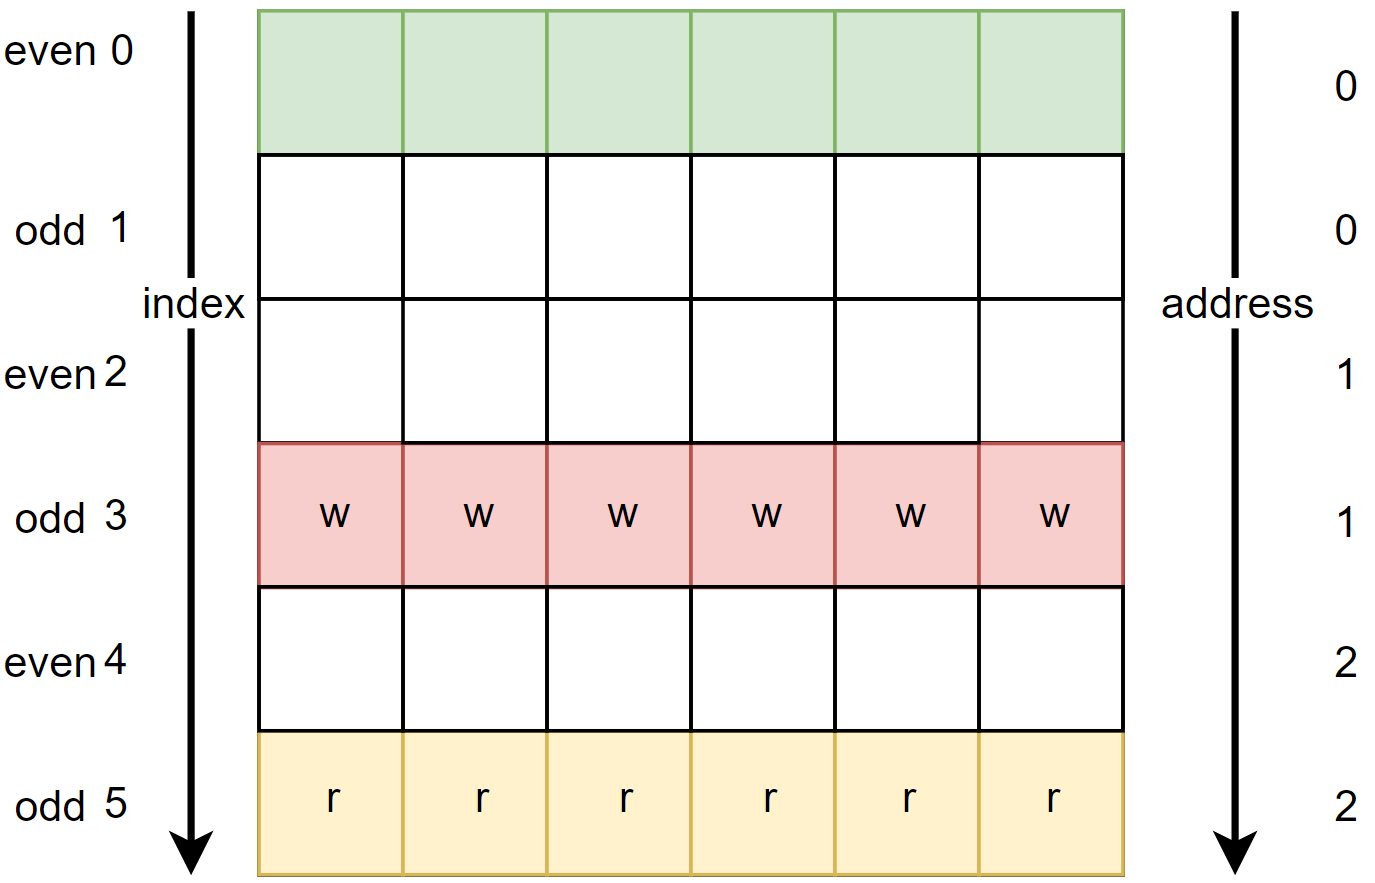 even 0
0
odd 1
0
index
address
even 2
1
odd 3
w w w w w w
1
even 4
2
odd 5
r r r r r r
2